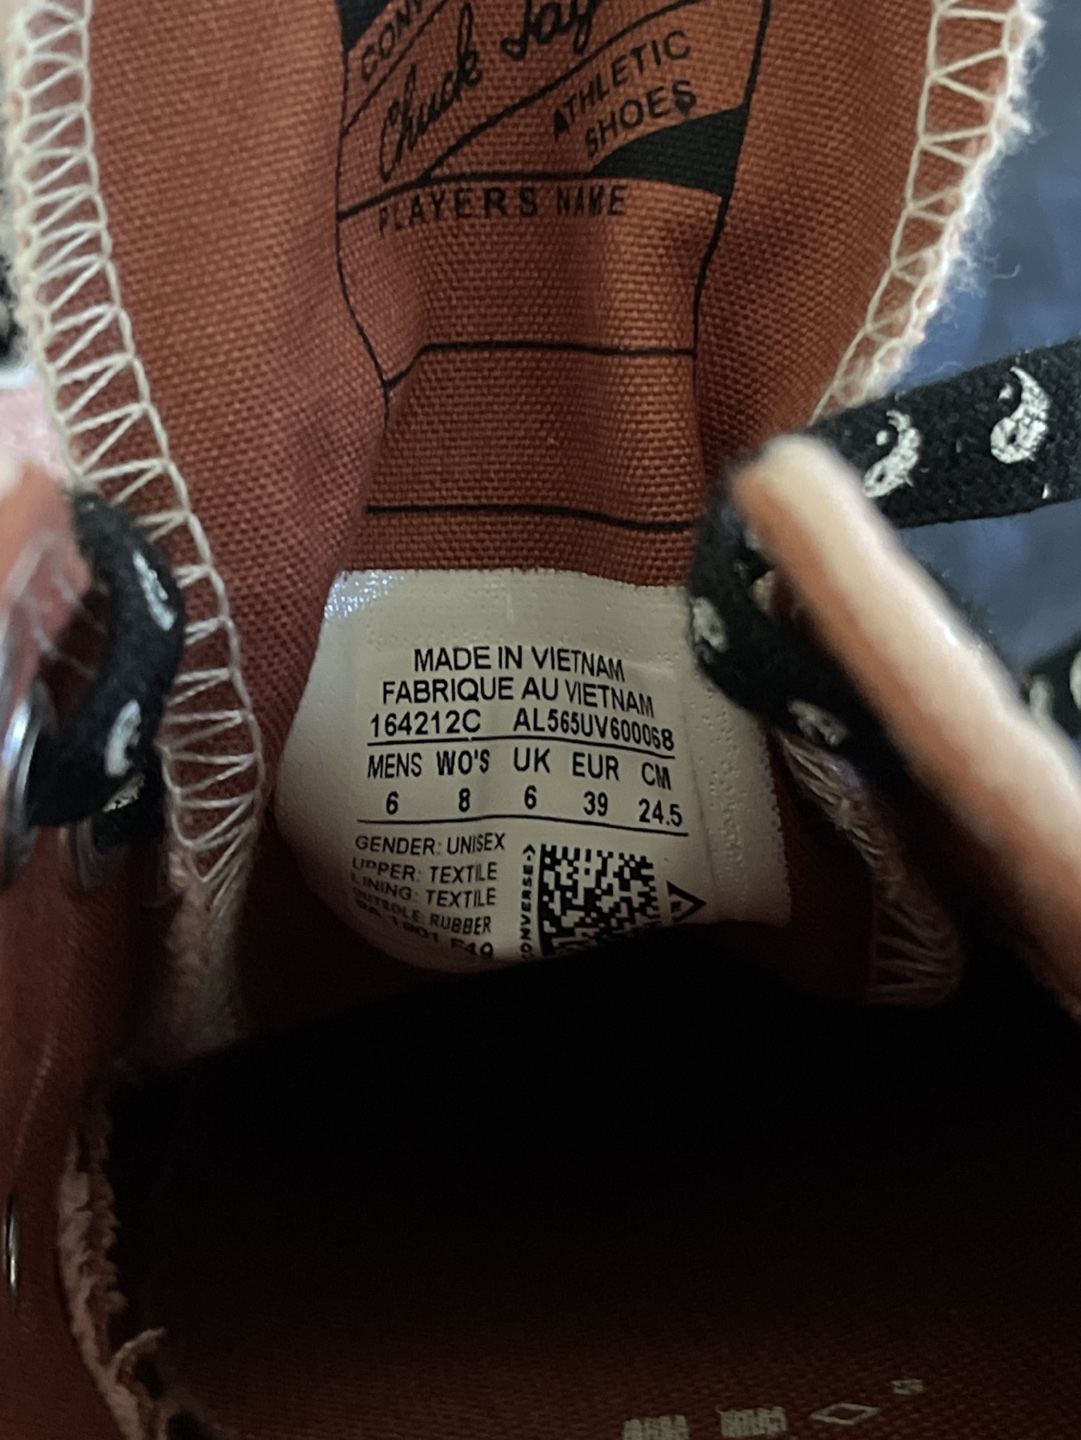 Chuck
ATHLETIC
SHOES
PLAYERS NAME
MADE IN VIETNAM
FABRIQUE AU VIETNAM
164212C AL565UV600068
MENS WO'S UK EUR CM
6 8 6 39 24.5
GENDER: UNISEX
UPPER: TEXTILE
LINING: TEXTILE
OUTSOLE: RUBBER
CONVERSE